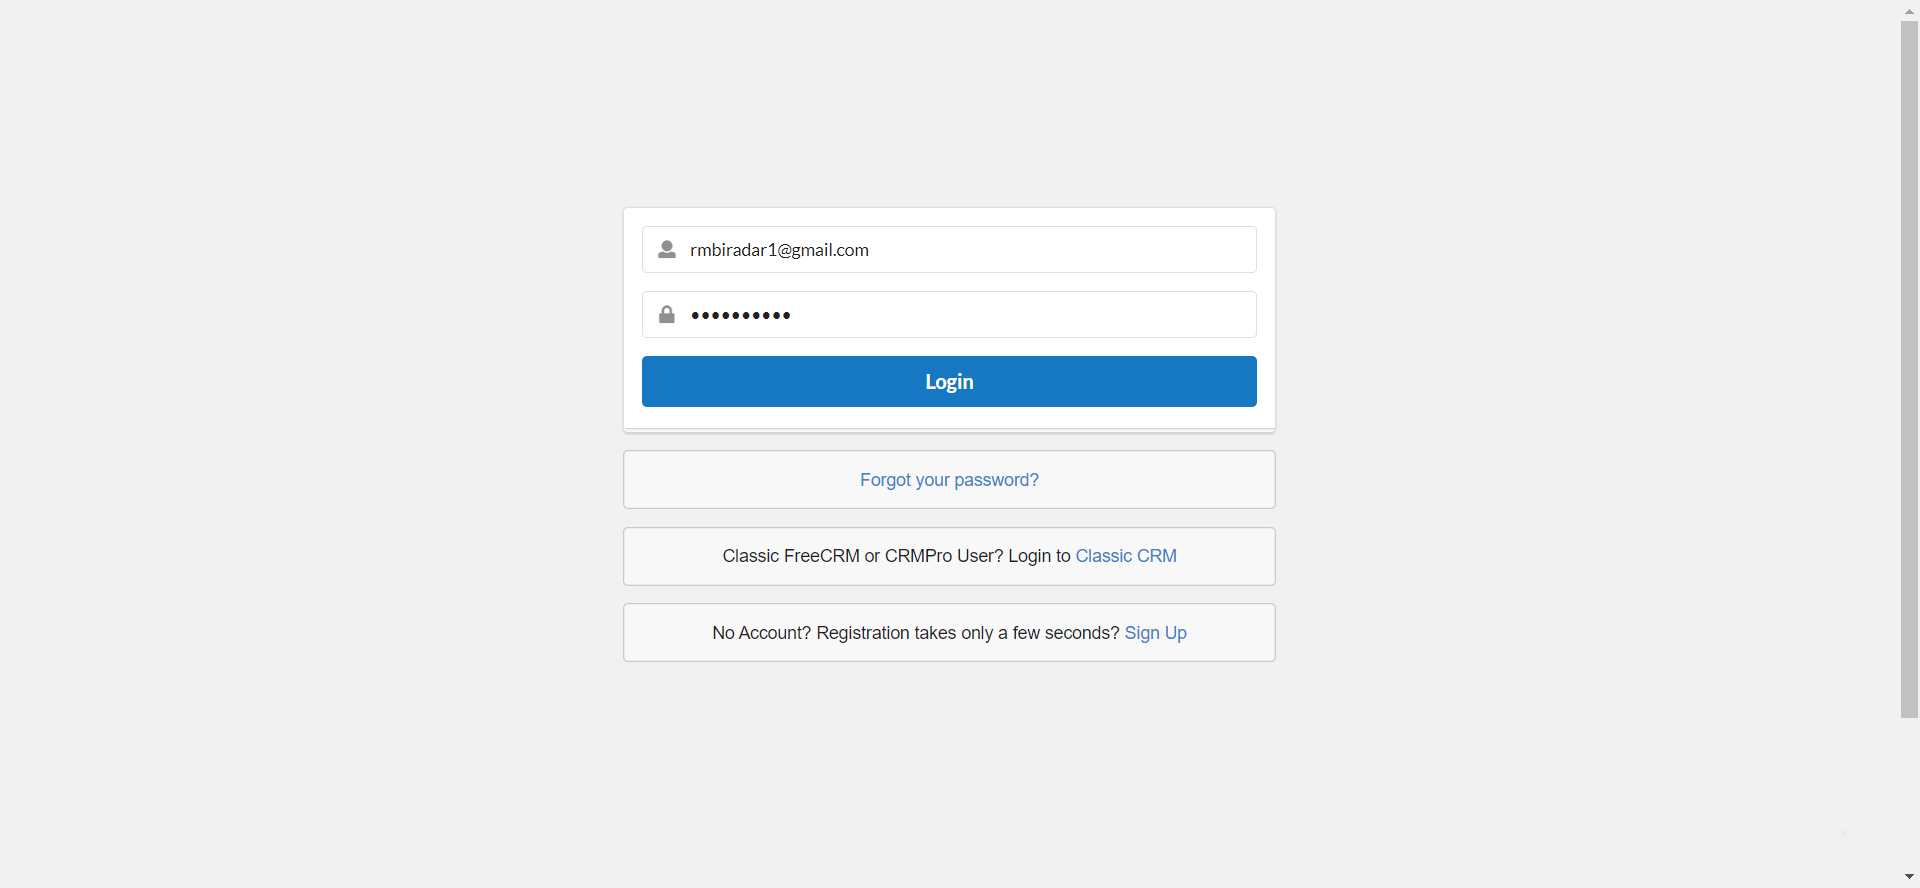 rmbiradar1@gmail.com
••••••••••
Login
Forgot your password?
Classic FreeCRM or CRMPro User? Login to Classic CRM
No Account? Registration takes only a few seconds? Sign Up